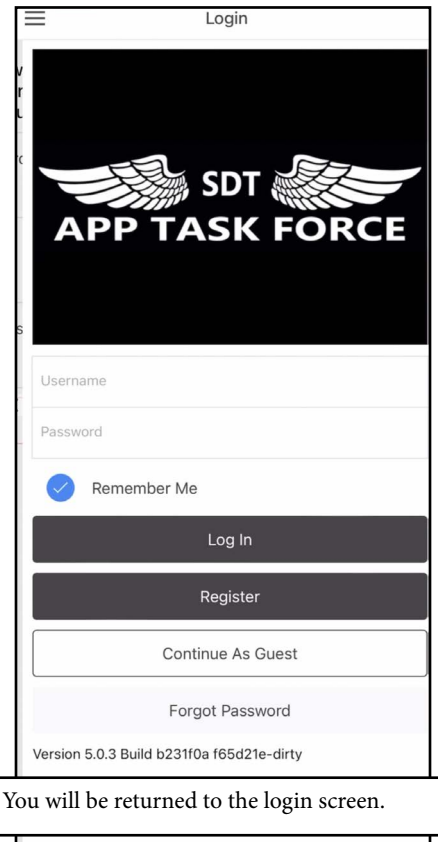 Login
SDT
APP TASK FORCE
Username
Password
Remember Me
Log In
Register
Continue As Guest
Forgot Password
Version 5.0.3 Build b231f0a f65d21e-dirty
You will be returned to the login screen.